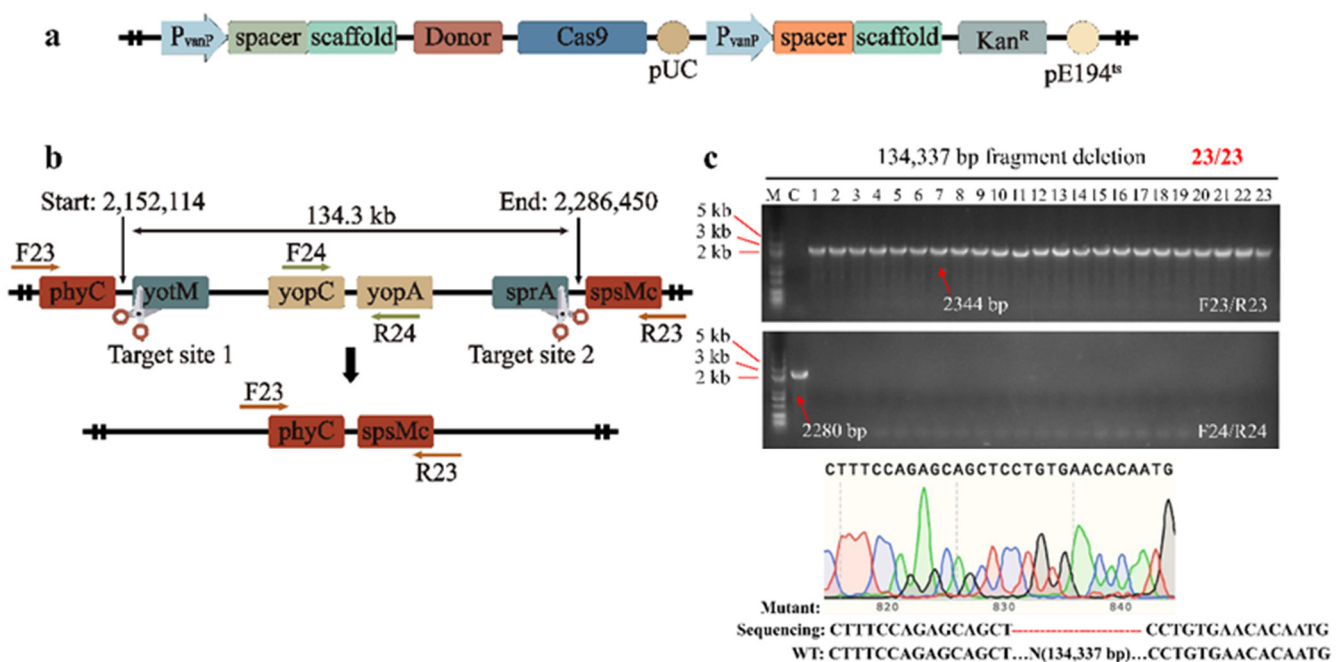 a
P_vanP spacer scaffold Donor Cas9 P_vanP spacer scaffold Kan^R
pUC pE194^ts
b
Start: 2,152,114 End: 2,286,450
134.3 kb
F23 F24
phyC yotM yopC yopA sprA spsMc
R24 R23
Target site 1 Target site 2
F23
phyC spsMc
R23
c
134,337 bp fragment deletion 23/23
M C 1 2 3 4 5 6 7 8 9 10 11 12 13 14 15 16 17 18 19 20 21 22 23
5 kb
3 kb
2 kb
2344 bp
F23/R23
5 kb
3 kb
2 kb
2280 bp
F24/R24
CTTTCCAGAGCAGCTCCTGTGAACACAATG
820 830 840
Mutant:
Sequencing: CTTTCCAGAGCAGCT---------------CCTGTGAACACAATG
WT: CTTTCCAGAGCAGCT...N(134,337 bp)...CCTGTGAACACAATG